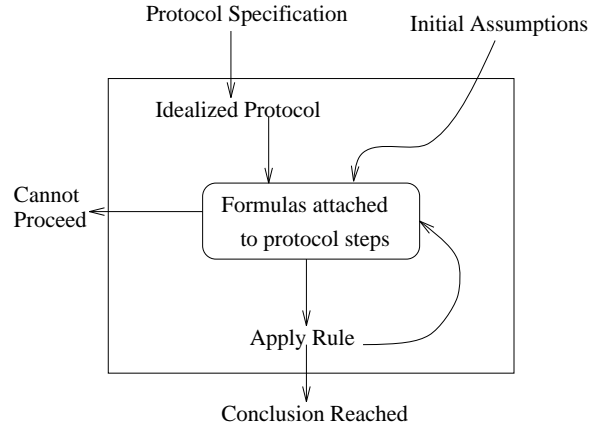 Protocol Specification
Initial Assumptions
Idealized Protocol
Cannot
Proceed
Formulas attached
to protocol steps
Apply Rule
Conclusion Reached